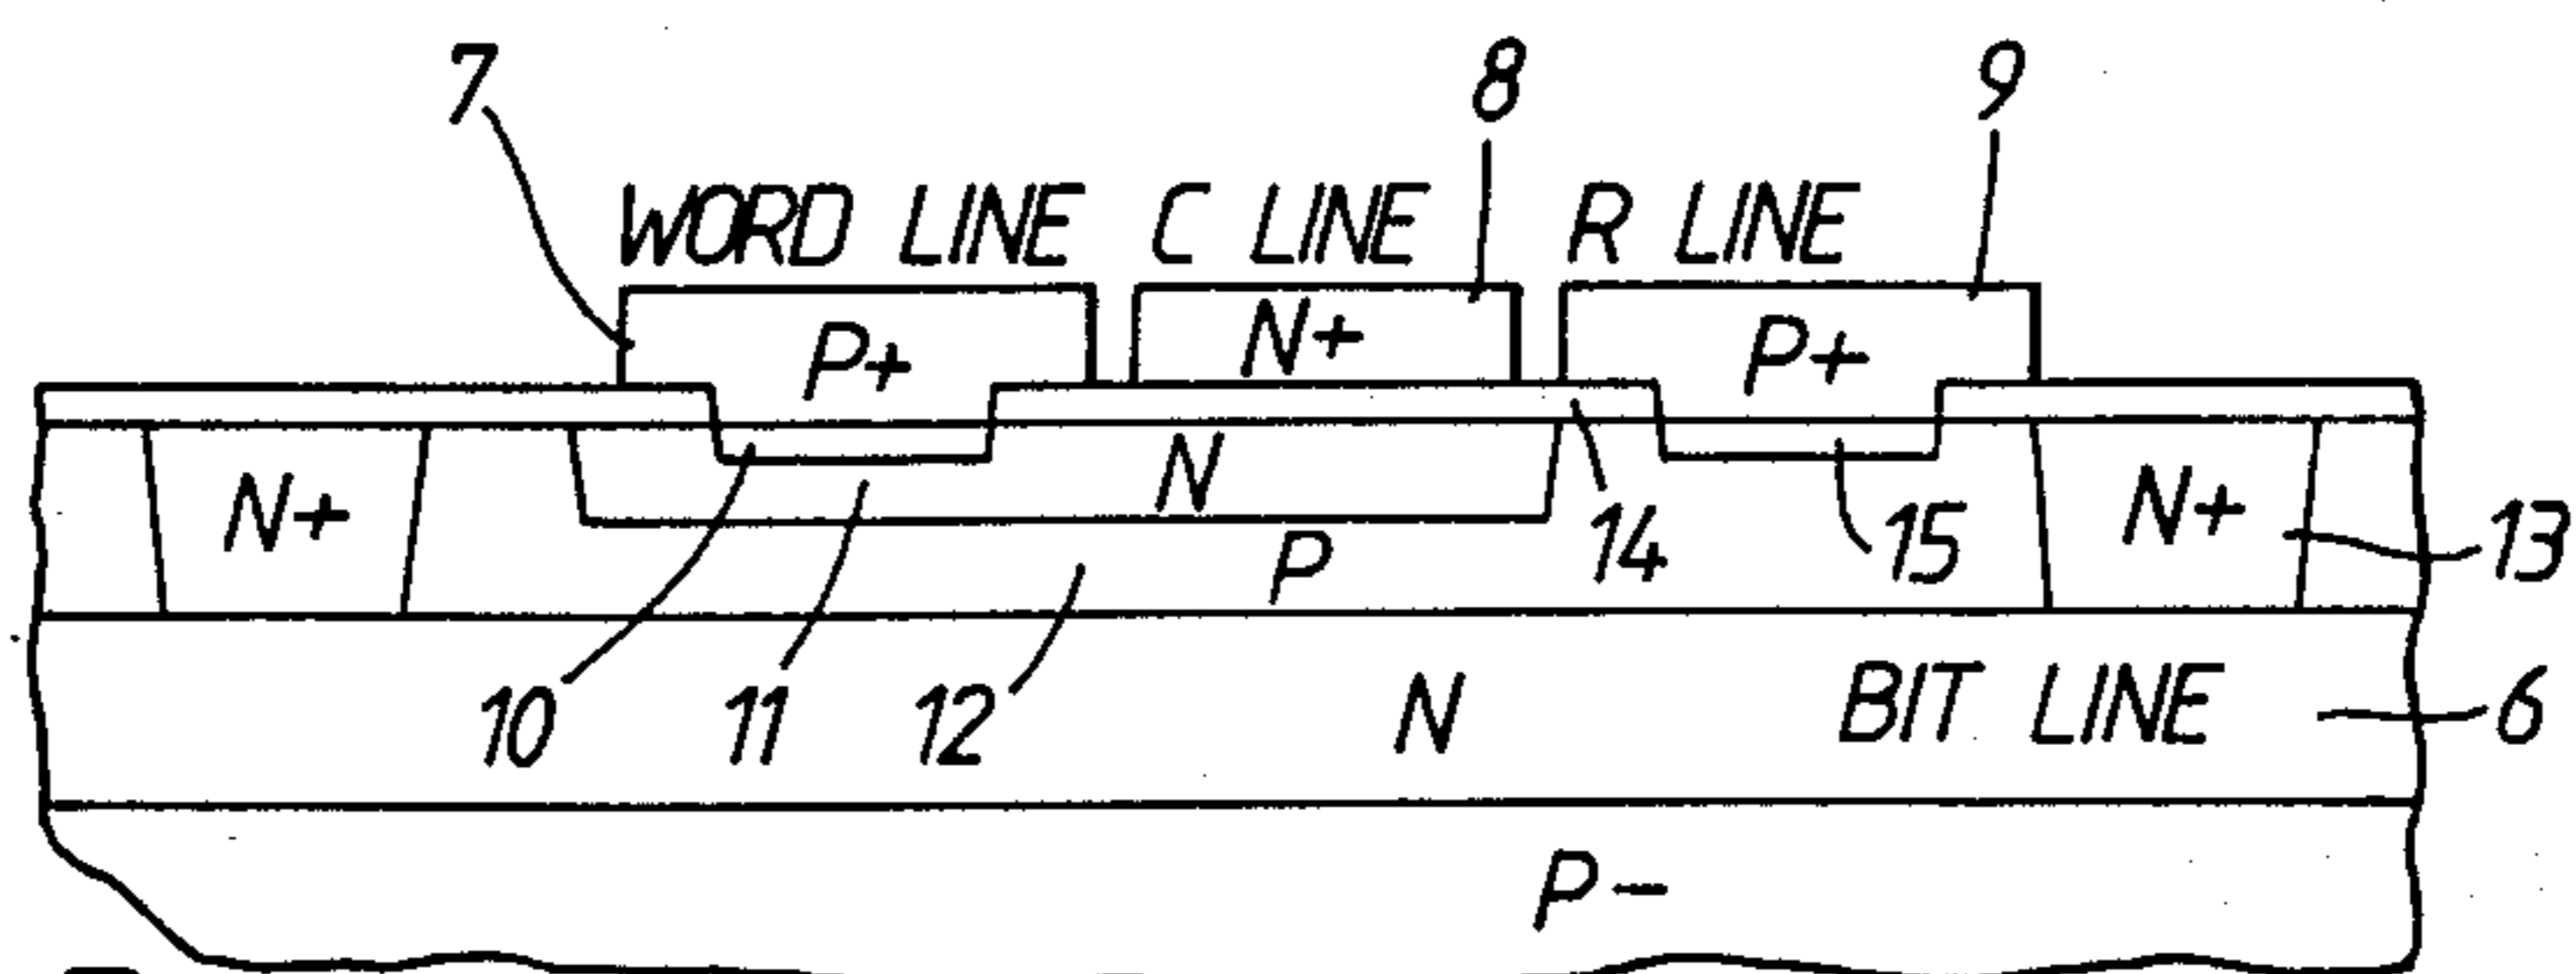 7 8 9
WORD LINE C LINE R LINE
P+ N+ P+
N+ N 14 15 N+ 13
P
10 11 12 N BIT LINE 6
P-